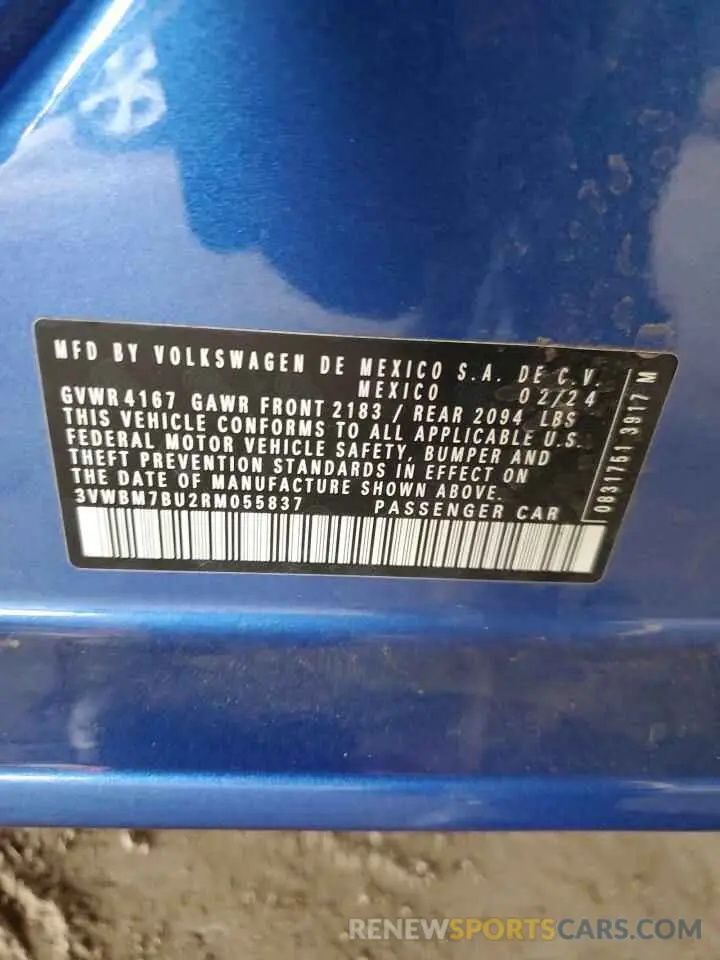 MFD BY VOLKSWAGEN DE MEXICO S.A. DE C.V.
MEXICO 02/24
GVWR 4167 GAWR FRONT 2183 / REAR 2094 LBS
THIS VEHICLE CONFORMS TO ALL APPLICABLE U.S.
FEDERAL MOTOR VEHICLE SAFETY, BUMPER AND
THEFT PREVENTION STANDARDS IN EFFECT ON
THE DATE OF MANUFACTURE SHOWN ABOVE.
3VWBM7BU2RM055837 PASSENGER CAR
0831751 3917 M
RENEWSPORTSCARS.COM